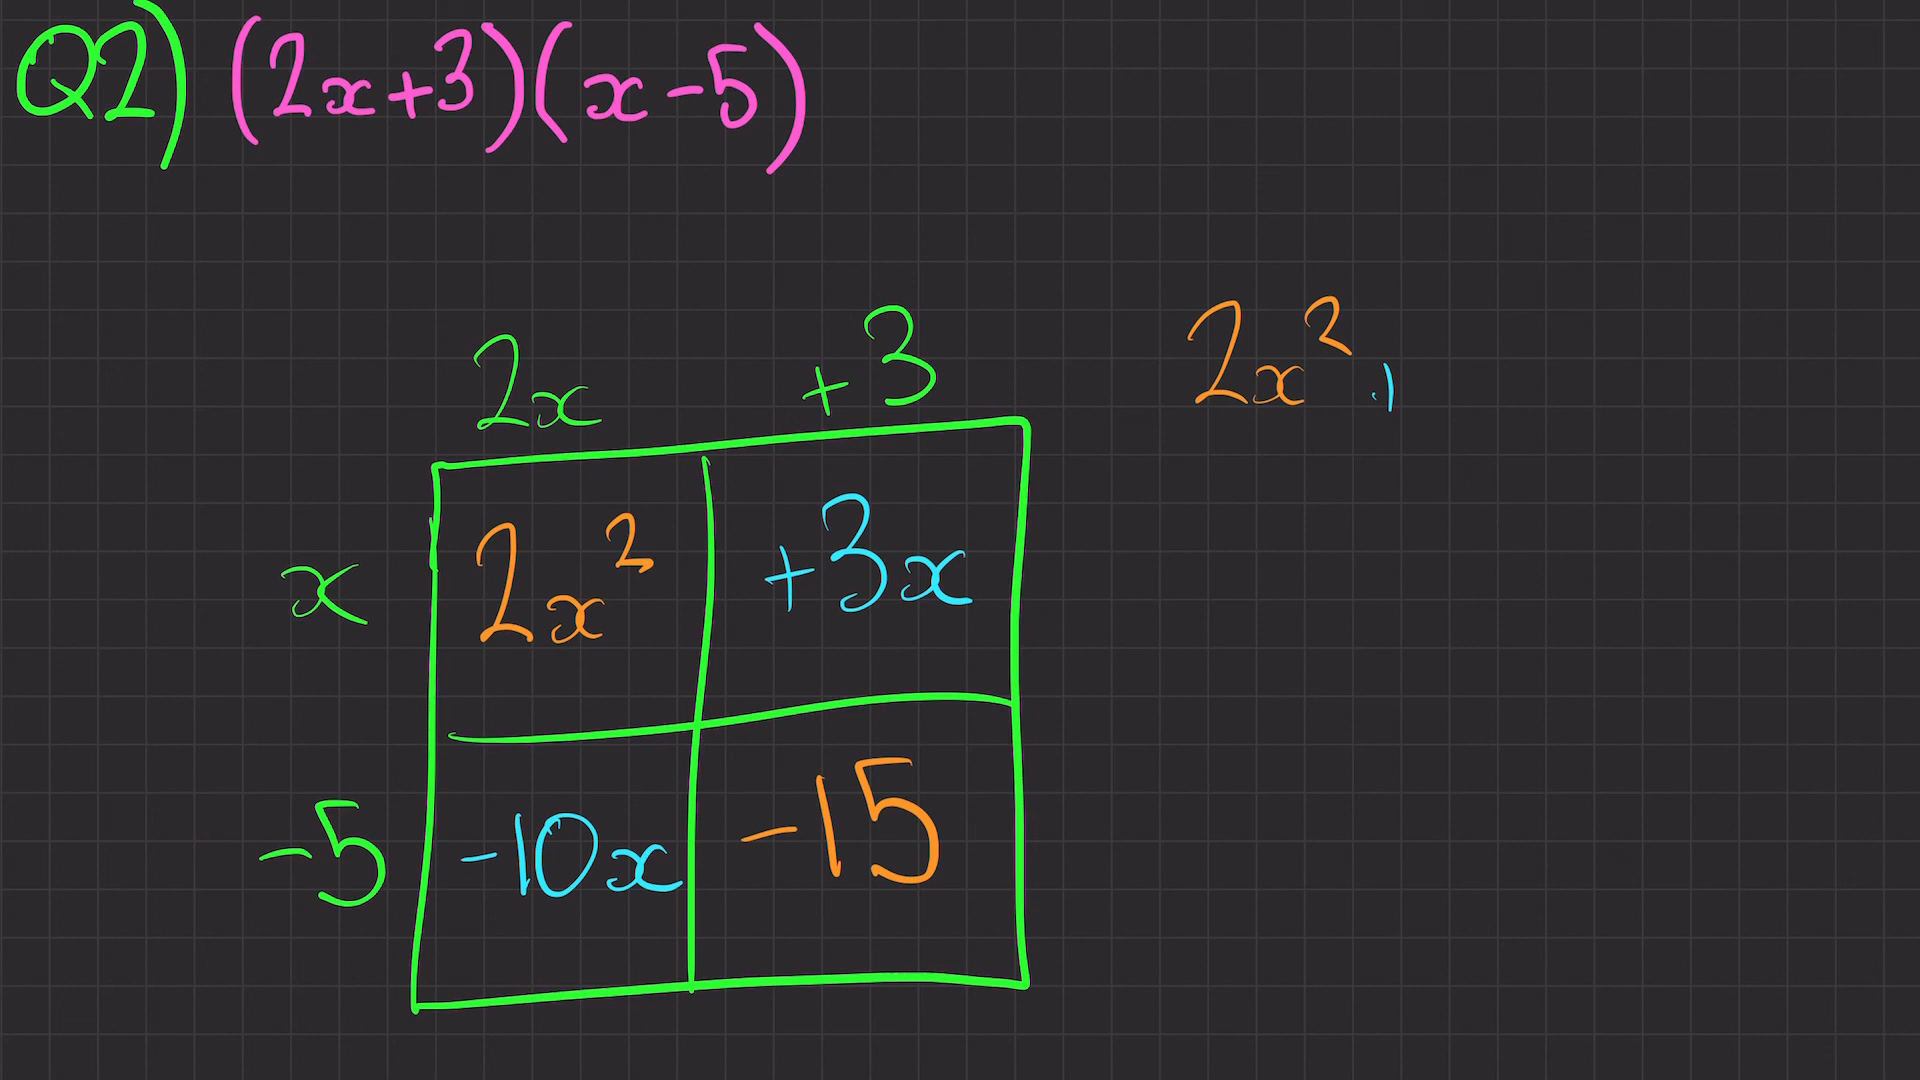 Q2) (2x+3)(x-5)
2x +3 2x²
x 2x² +3x
-5 -10x -15